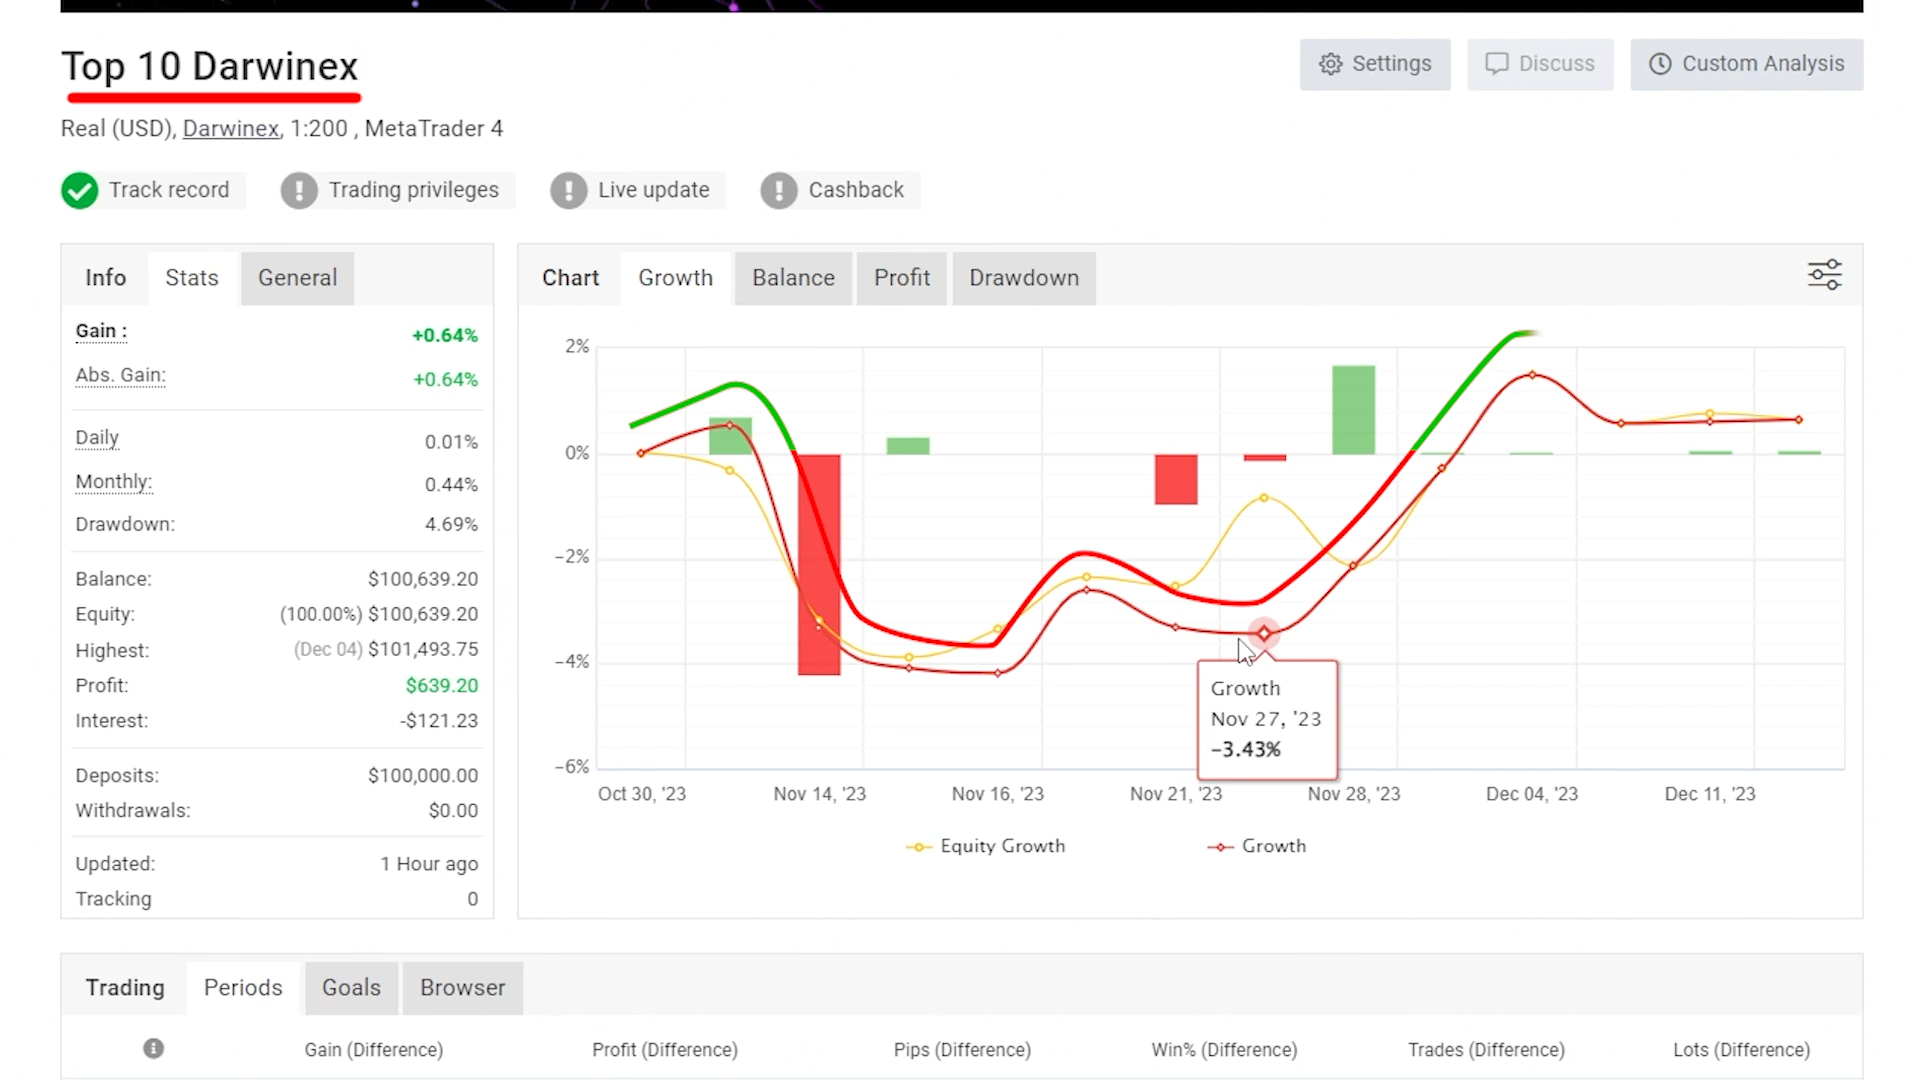 Top 10 Darwinex
Settings
Discuss
Custom Analysis
Real (USD), Darwinex, 1:200 , MetaTrader 4
Track record
Trading privileges
Live update
Cashback
Info Stats General
Gain : +0.64%
Abs. Gain: +0.64%
Daily 0.01%
Monthly: 0.44%
Drawdown: 4.69%
Balance: $100,639.20
Equity: (100.00%) $100,639.20
Highest: (Dec 04) $101,493.75
Profit: $639.20
Interest: -$121.23
Deposits: $100,000.00
Withdrawals: $0.00
Updated: 1 Hour ago
Tracking 0
Chart Growth Balance Profit Drawdown
2%
0%
−2%
−4%
−6%
Growth
Nov 27, '23
−3.43%
Oct 30, '23 Nov 14, '23 Nov 16, '23 Nov 21, '23 Nov 28, '23 Dec 04, '23 Dec 11, '23
Equity Growth Growth
Trading Periods Goals Browser
Gain (Difference) Profit (Difference) Pips (Difference) Win% (Difference) Trades (Difference) Lots (Difference)